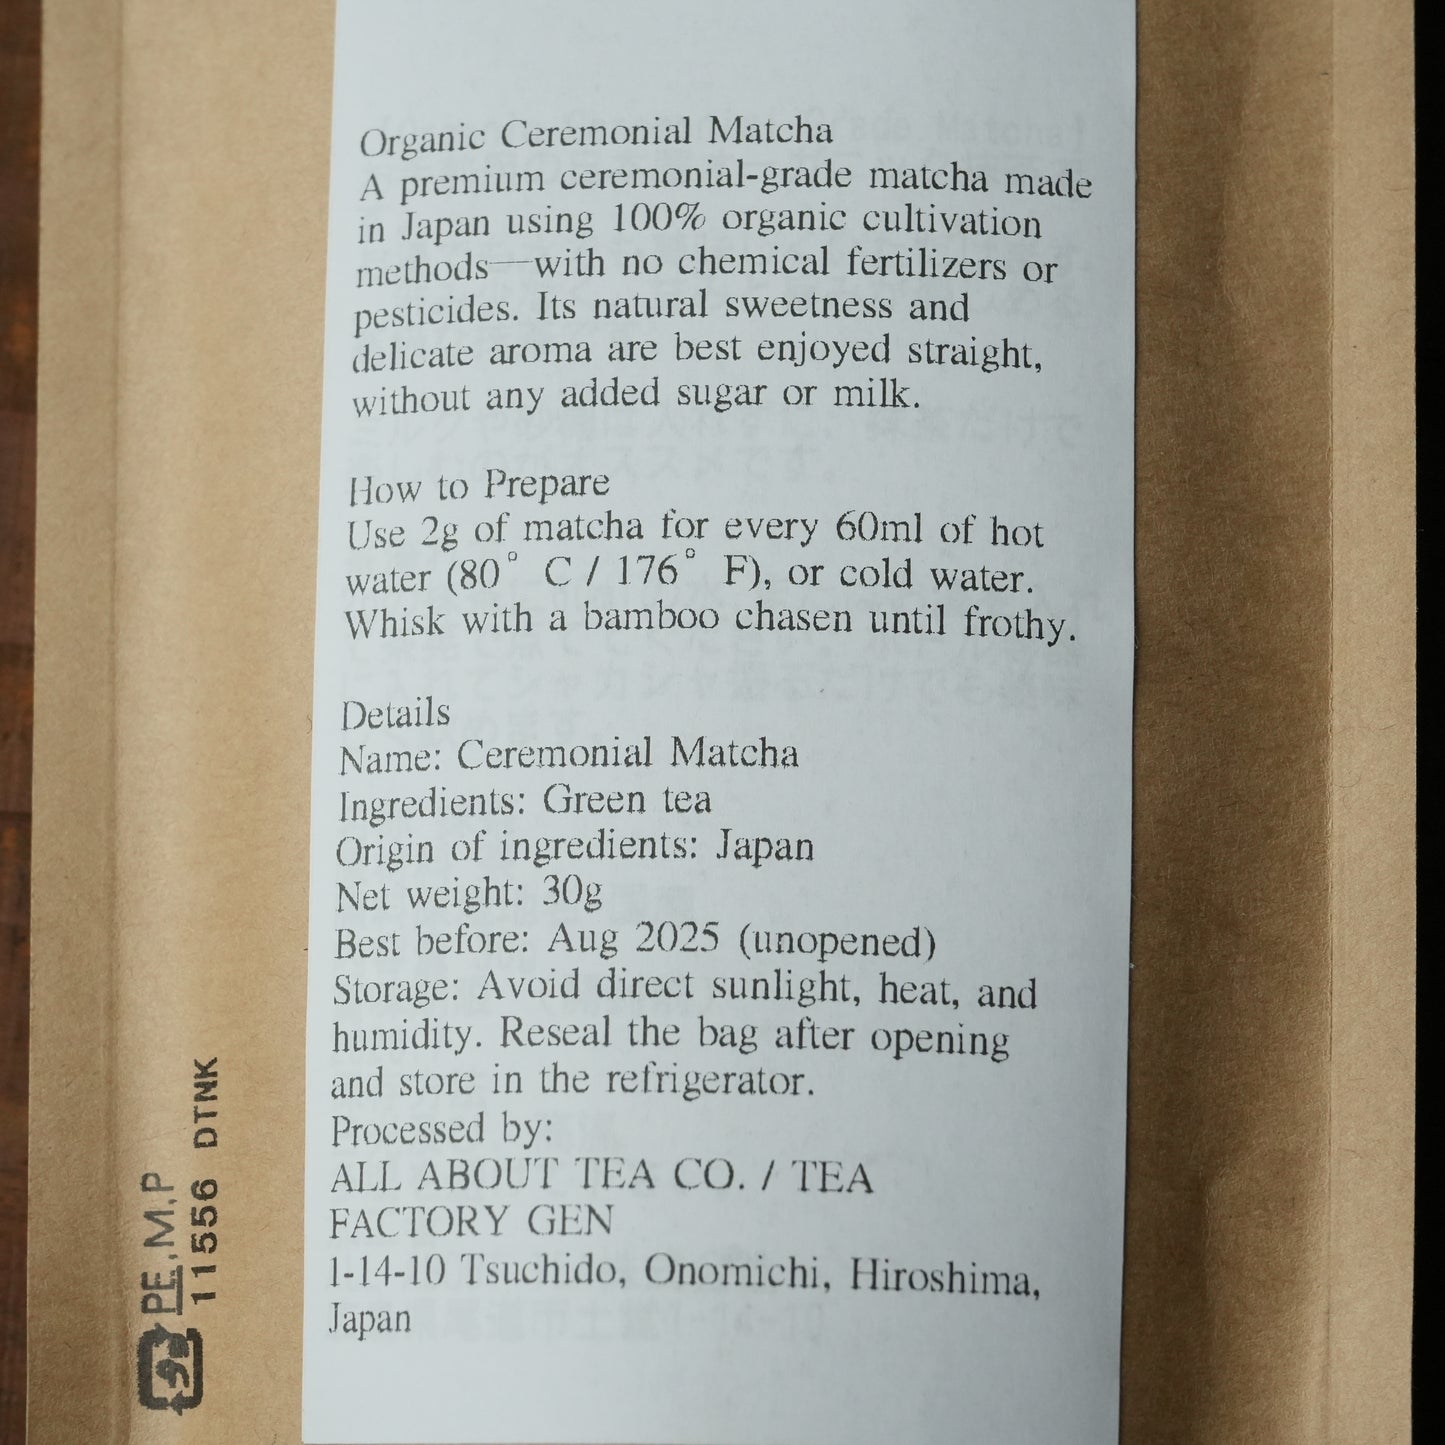 Organic Ceremonial Matcha
A premium ceremonial-grade matcha made
in Japan using 100% organic cultivation
methods—with no chemical fertilizers or
pesticides. Its natural sweetness and
delicate aroma are best enjoyed straight,
without any added sugar or milk.
How to Prepare
Use 2g of matcha for every 60ml of hot
water (80° C / 176° F), or cold water.
Whisk with a bamboo chasen until frothy.
Details
Name: Ceremonial Matcha
Ingredients: Green tea
Origin of ingredients: Japan
Net weight: 30g
Best before: Aug 2025 (unopened)
Storage: Avoid direct sunlight, heat, and
humidity. Reseal the bag after opening
and store in the refrigerator.
Processed by:
ALL ABOUT TEA CO. / TEA
FACTORY GEN
1-14-10 Tsuchido, Onomichi, Hiroshima,
Japan
プラ PE,M,P
11556 DTNK